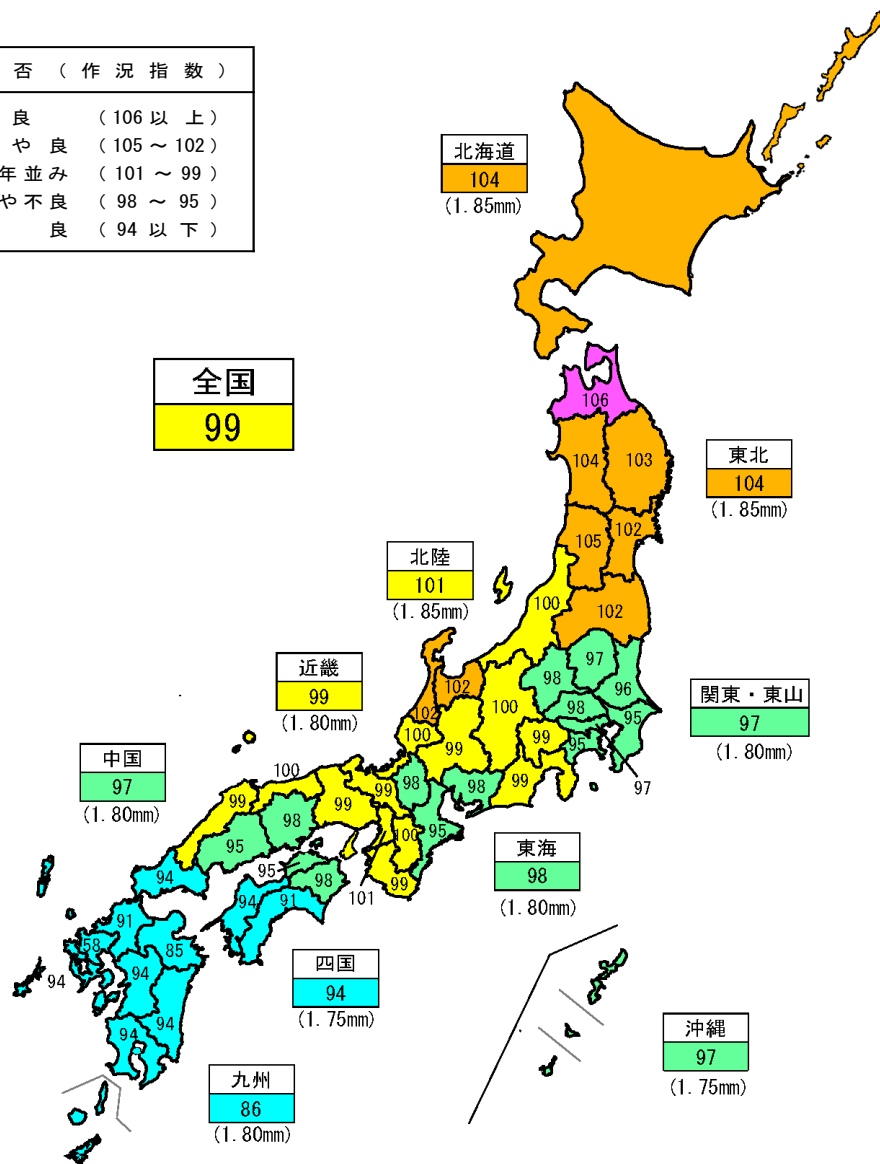 否（作況指数）
良（106以上）
や良（105～102）
年並み（101～99）
や不良（98～95）
良（94以下）
北海道
104
(1.85mm)
全国
99
106
104
103
東北
104
(1.85mm)
105
102
北陸
101
(1.85mm)
100
102
近畿
99
(1.80mm)
97
98
96
102
102
100
98
95
関東・東山
97
(1.80mm)
100
99
99
95
97
中国
97
(1.80mm)
100
99
98
99
99
98
98
99
95
95
100
東海
98
(1.80mm)
94
95
98
101
99
94
91
91
58
85
94
94
94
94
四国
94
(1.75mm)
沖縄
97
(1.75mm)
九州
86
(1.80mm)